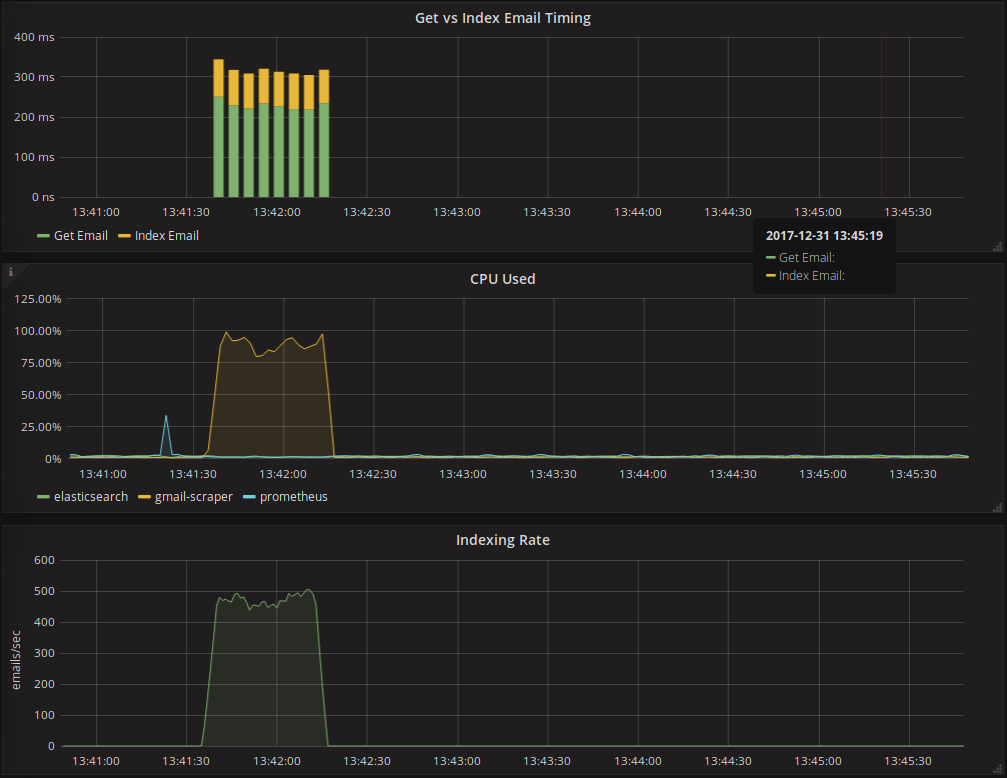 Get vs Index Email Timing
400 ms
300 ms
200 ms
100 ms
0 ns
13:41:00 13:41:30 13:42:00 13:42:30 13:43:00 13:43:30 13:44:00 13:44:30 13:45:00 13:45:30
Get Email Index Email
2017-12-31 13:45:19
Get Email:
Index Email:
i
CPU Used
125.00%
100.00%
75.00%
50.00%
25.00%
0%
13:41:00 13:41:30 13:42:00 13:42:30 13:43:00 13:43:30 13:44:00 13:44:30 13:45:00 13:45:30
elasticsearch gmail-scraper prometheus
Indexing Rate
emails/sec
600
500
400
300
200
100
0
13:41:00 13:41:30 13:42:00 13:42:30 13:43:00 13:43:30 13:44:00 13:44:30 13:45:00 13:45:30